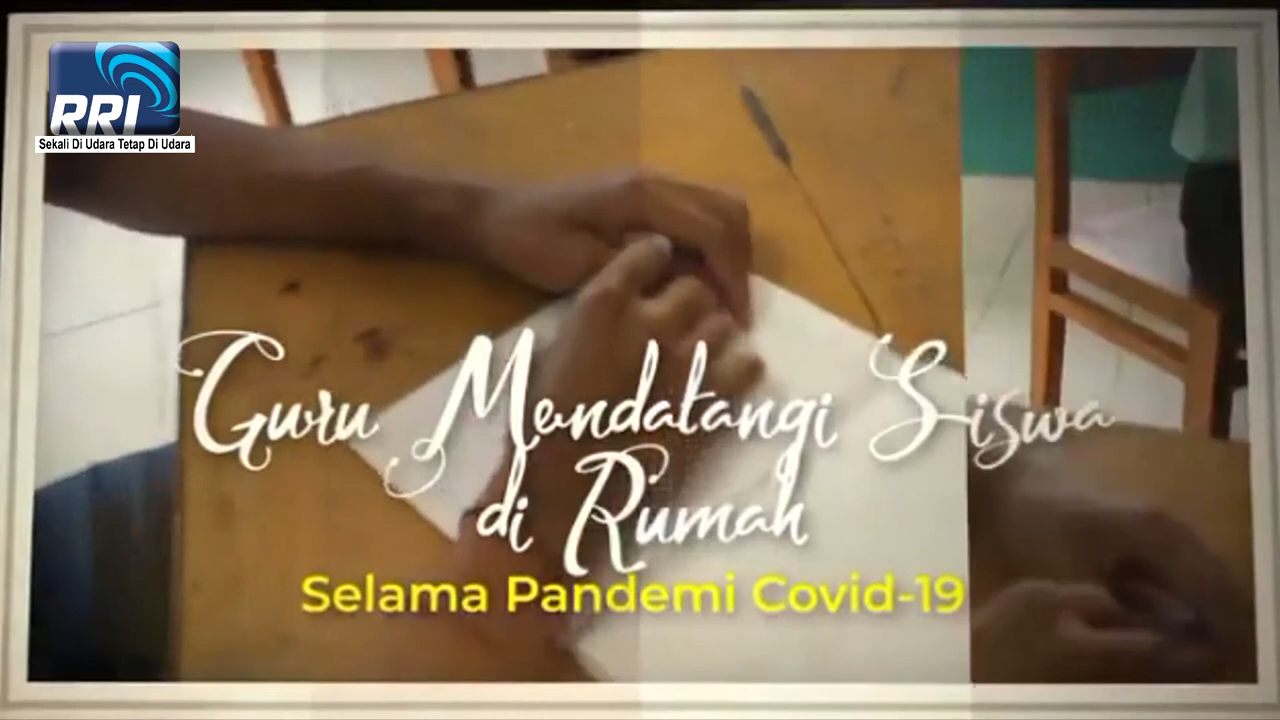 RRI
Sekali Di Udara Tetap Di Udara
Guru Mendatangi Siswa
di Rumah
Selama Pandemi Covid-19